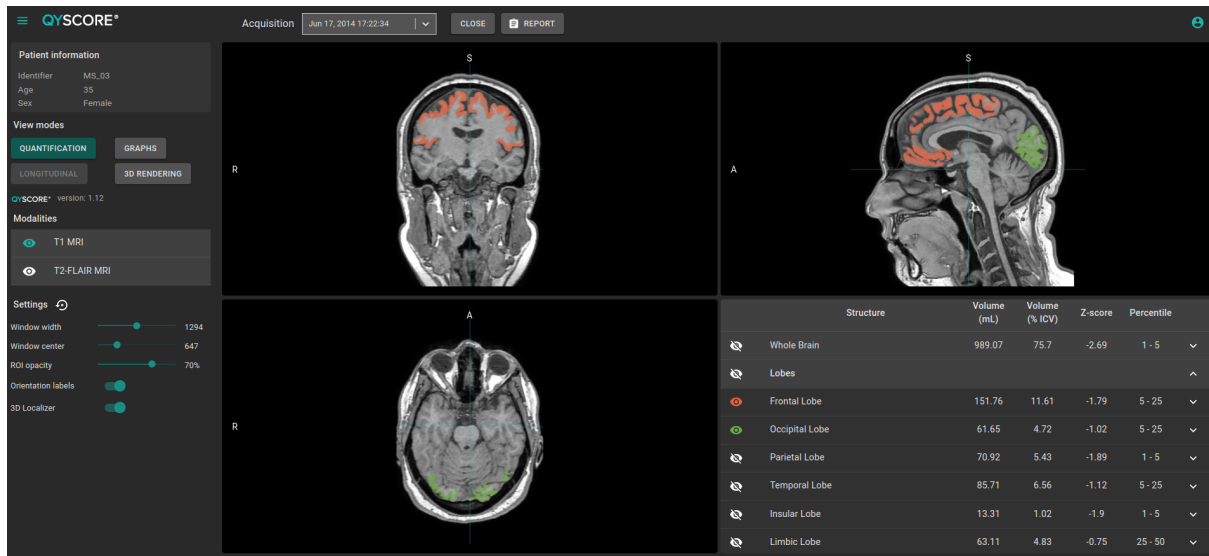 QYSCORE®
Acquisition Jun 17, 2014 17:22:34 CLOSE REPORT
Patient information
Identifier MS_03
Age 35
Sex Female
View modes
QUANTIFICATION GRAPHS
LONGITUDINAL 3D RENDERING
QYSCORE® version: 1.12
Modalities
T1 MRI
T2-FLAIR MRI
Settings
Window width 1294
Window center 647
ROI opacity 70%
Orientation labels
3D Localizer
S
R
S
A
A
R
Structure Volume (mL) Volume (% ICV) Z-score Percentile
Whole Brain 989.07 75.7 -2.69 1 - 5
Lobes
Frontal Lobe 151.76 11.61 -1.79 5 - 25
Occipital Lobe 61.65 4.72 -1.02 5 - 25
Parietal Lobe 70.92 5.43 -1.89 1 - 5
Temporal Lobe 85.71 6.56 -1.12 5 - 25
Insular Lobe 13.31 1.02 -1.9 1 - 5
Limbic Lobe 63.11 4.83 -0.75 25 - 50